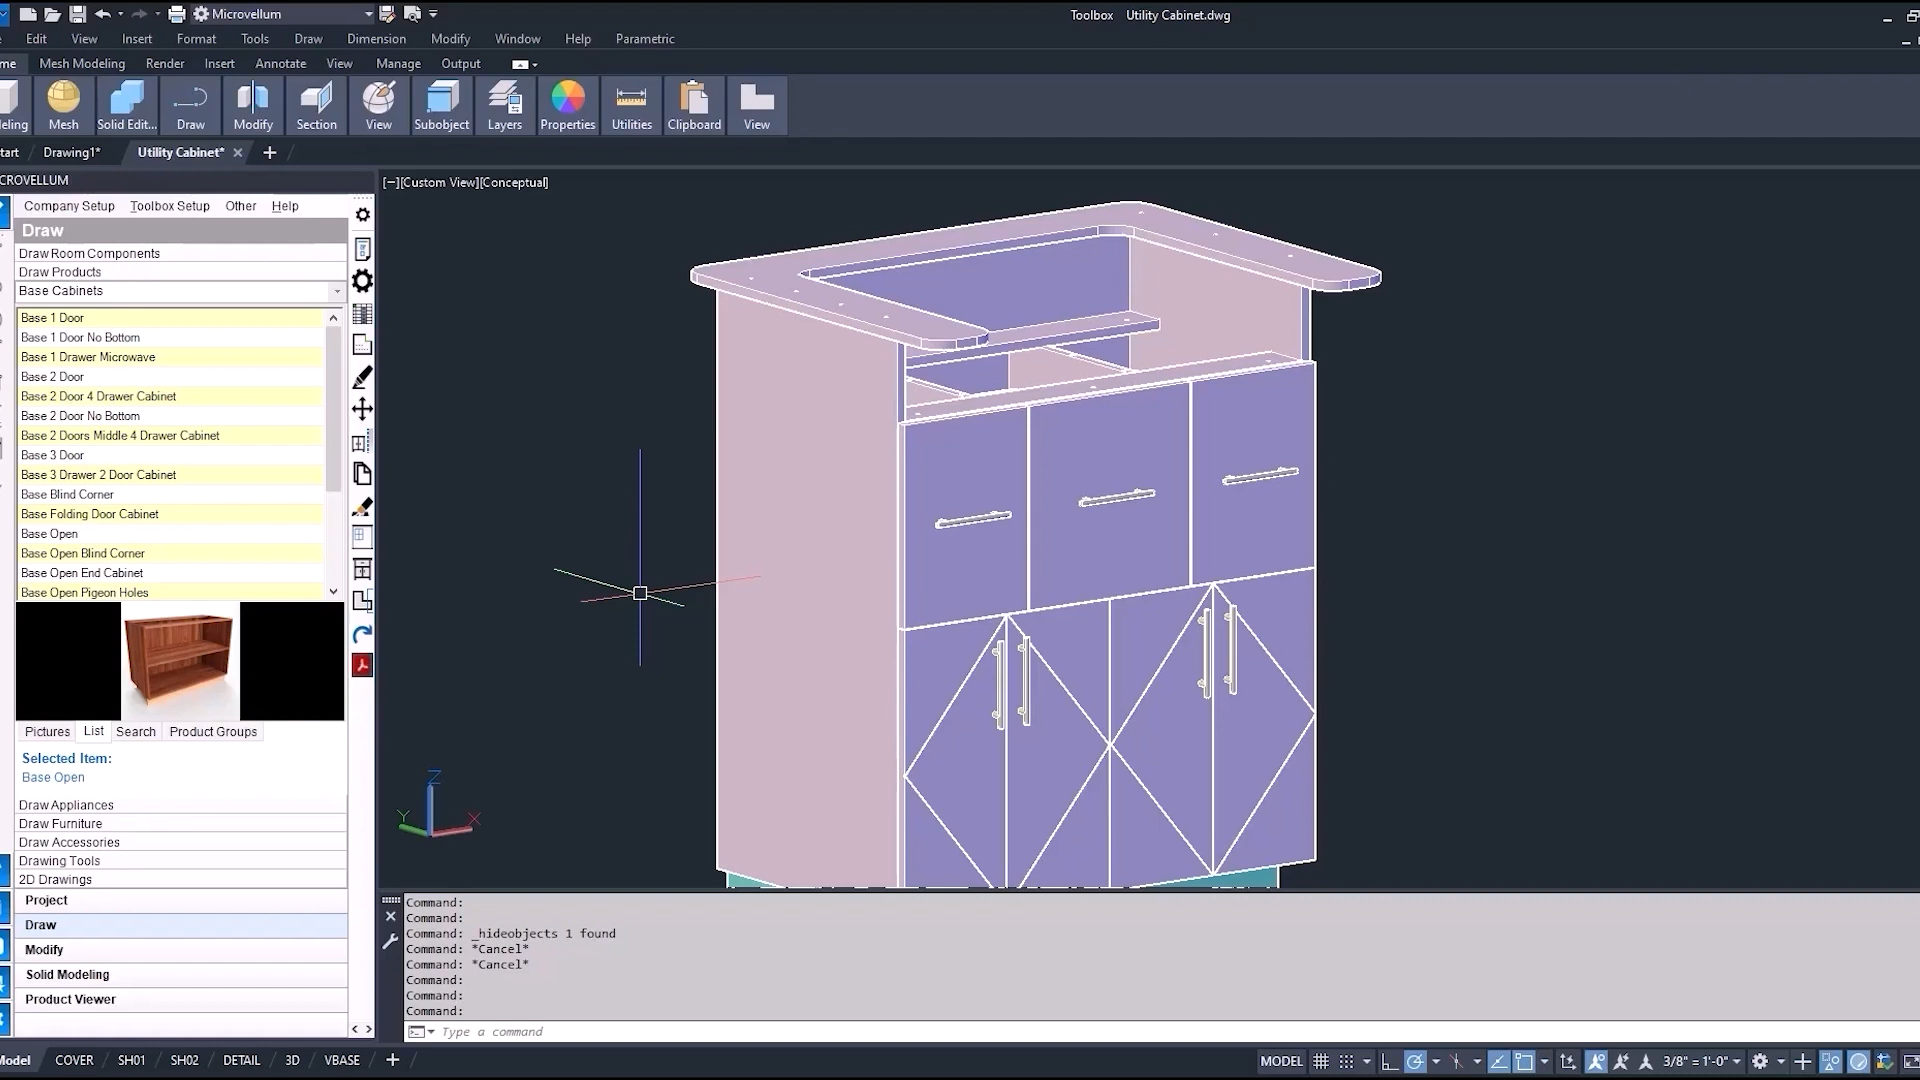 Microvellum
Toolbox Utility Cabinet.dwg
Edit View Insert Format Tools Draw Dimension Modify Window Help Parametric
me Mesh Modeling Render Insert Annotate View Manage Output
eling Mesh Solid Edit... Draw Modify Section View Subobject Layers Properties Utilities Clipboard View
tart Drawing1* Utility Cabinet*
CROVELLUM
[−][Custom View][Conceptual]
Company Setup Toolbox Setup Other Help
Draw
Draw Room Components
Draw Products
Base Cabinets
Base 1 Door
Base 1 Door No Bottom
Base 1 Drawer Microwave
Base 2 Door
Base 2 Door 4 Drawer Cabinet
Base 2 Door No Bottom
Base 2 Doors Middle 4 Drawer Cabinet
Base 3 Door
Base 3 Drawer 2 Door Cabinet
Base Blind Corner
Base Folding Door Cabinet
Base Open
Base Open Blind Corner
Base Open End Cabinet
Base Open Pigeon Holes
Pictures List Search Product Groups
Selected Item:
Base Open
Draw Appliances
Draw Furniture
Draw Accessories
Drawing Tools
2D Drawings
Project
Draw
Modify
Solid Modeling
Product Viewer
Z
Y
X
Command:
Command:
Command: _hideobjects 1 found
Command: *Cancel*
Command: *Cancel*
Command:
Command:
Command:
Type a command
Model COVER SH01 SH02 DETAIL 3D VBASE
MODEL 3/8" = 1'-0"